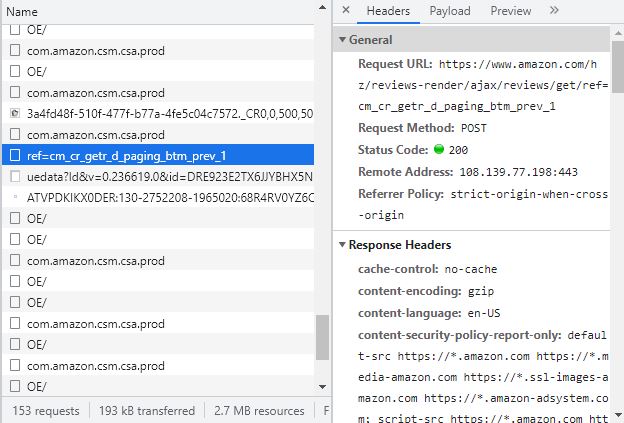 Name
OE/
com.amazon.csm.csa.prod
OE/
com.amazon.csm.csa.prod
3a4fd48f-510f-477f-b77a-4fe5c04c7572._CR0,0,500,50
com.amazon.csm.csa.prod
ref=cm_cr_getr_d_paging_btm_prev_1
uedata?ld&v=0.236619.0&id=DRE923E2TX6JJYBHX5N
ATVPDKIKX0DER:130-2752208-1965020:68R4RV0YZ6C
OE/
OE/
com.amazon.csm.csa.prod
OE/
OE/
com.amazon.csm.csa.prod
OE/
com.amazon.csm.csa.prod
OE/
153 requests 193 kB transferred 2.7 MB resources F
× Headers Payload Preview »
General
Request URL: https://www.amazon.com/h
z/reviews-render/ajax/reviews/get/ref=
cm_cr_getr_d_paging_btm_prev_1
Request Method: POST
Status Code: 200
Remote Address: 108.139.77.198:443
Referrer Policy: strict-origin-when-cross
-origin
Response Headers
cache-control: no-cache
content-encoding: gzip
content-language: en-US
content-security-policy-report-only: defaul
t-src https://*.amazon.com https://*.m
edia-amazon.com https://*.ssl-images-a
mazon.com https://*.amazon-adsystem.co
m; script-src https://*.amazon.com htt